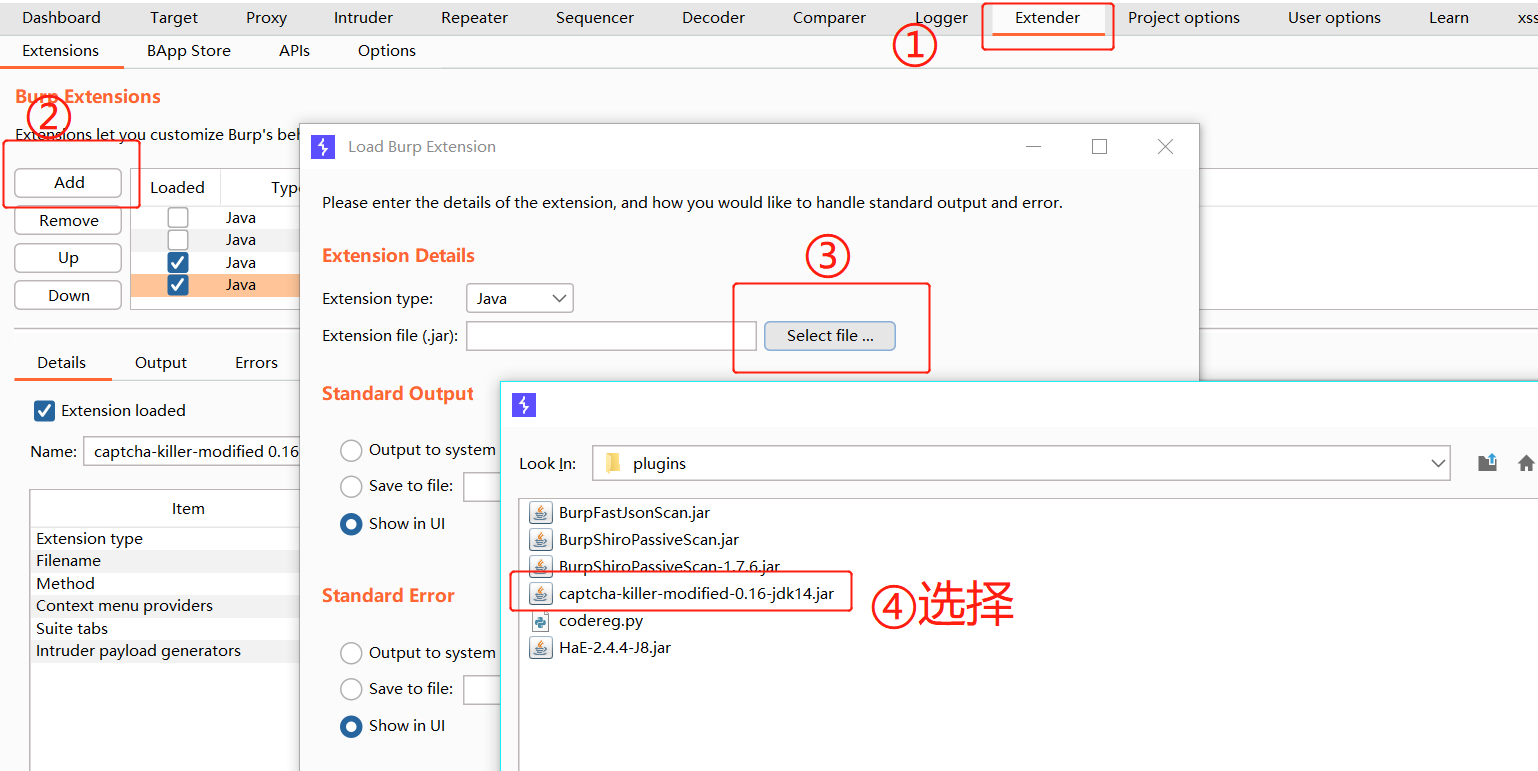 Dashboard Target Proxy Intruder Repeater Sequencer Decoder Comparer Logger Extender Project options User options Learn xss
①
Extensions BApp Store APIs Options
Burp Extensions
②
Extensions let you customize Burp's beh
Load Burp Extension
Add
Remove
Up
Down
Loaded Type
Java
Java
Java
Java
Please enter the details of the extension, and how you would like to handle standard output and error.
Extension Details
③
Extension type: Java
Extension file (.jar): Select file ...
Details Output Errors
Extension loaded
Name: captcha-killer-modified 0.16
Item
Extension type
Filename
Method
Context menu providers
Suite tabs
Intruder payload generators
Standard Output
Output to system
Save to file:
Show in UI
Standard Error
Output to system
Save to file:
Show in UI
Look In: plugins
BurpFastJsonScan.jar
BurpShiroPassiveScan.jar
BurpShiroPassiveScan-1.7.6.jar
captcha-killer-modified-0.16-jdk14.jar
④选择
codereg.py
HaE-2.4.4-J8.jar